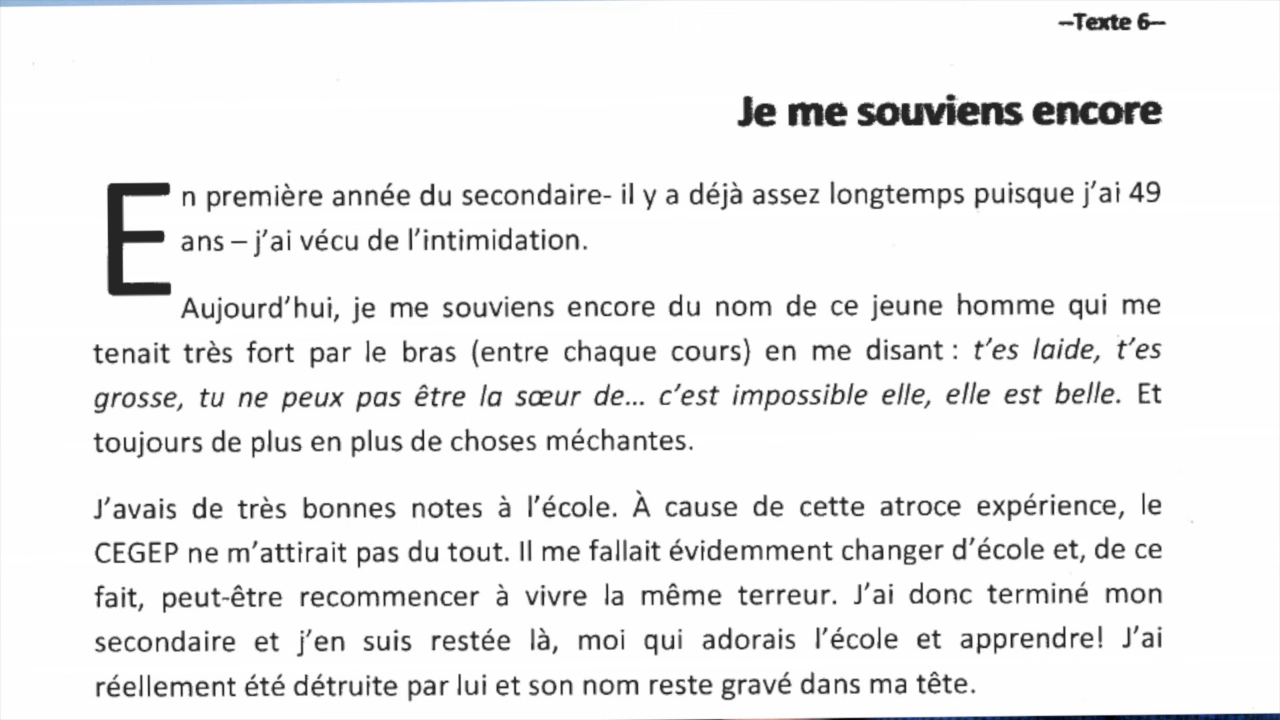 –Texte 6–
Je me souviens encore
En première année du secondaire- il y a déjà assez longtemps puisque j’ai 49
ans – j’ai vécu de l’intimidation.
Aujourd’hui, je me souviens encore du nom de ce jeune homme qui me
tenait très fort par le bras (entre chaque cours) en me disant : t’es laide, t’es
grosse, tu ne peux pas être la sœur de... c’est impossible elle, elle est belle. Et
toujours de plus en plus de choses méchantes.
J’avais de très bonnes notes à l’école. À cause de cette atroce expérience, le
CEGEP ne m’attirait pas du tout. Il me fallait évidemment changer d’école et, de ce
fait, peut-être recommencer à vivre la même terreur. J’ai donc terminé mon
secondaire et j’en suis restée là, moi qui adorais l’école et apprendre! J’ai
réellement été détruite par lui et son nom reste gravé dans ma tête.